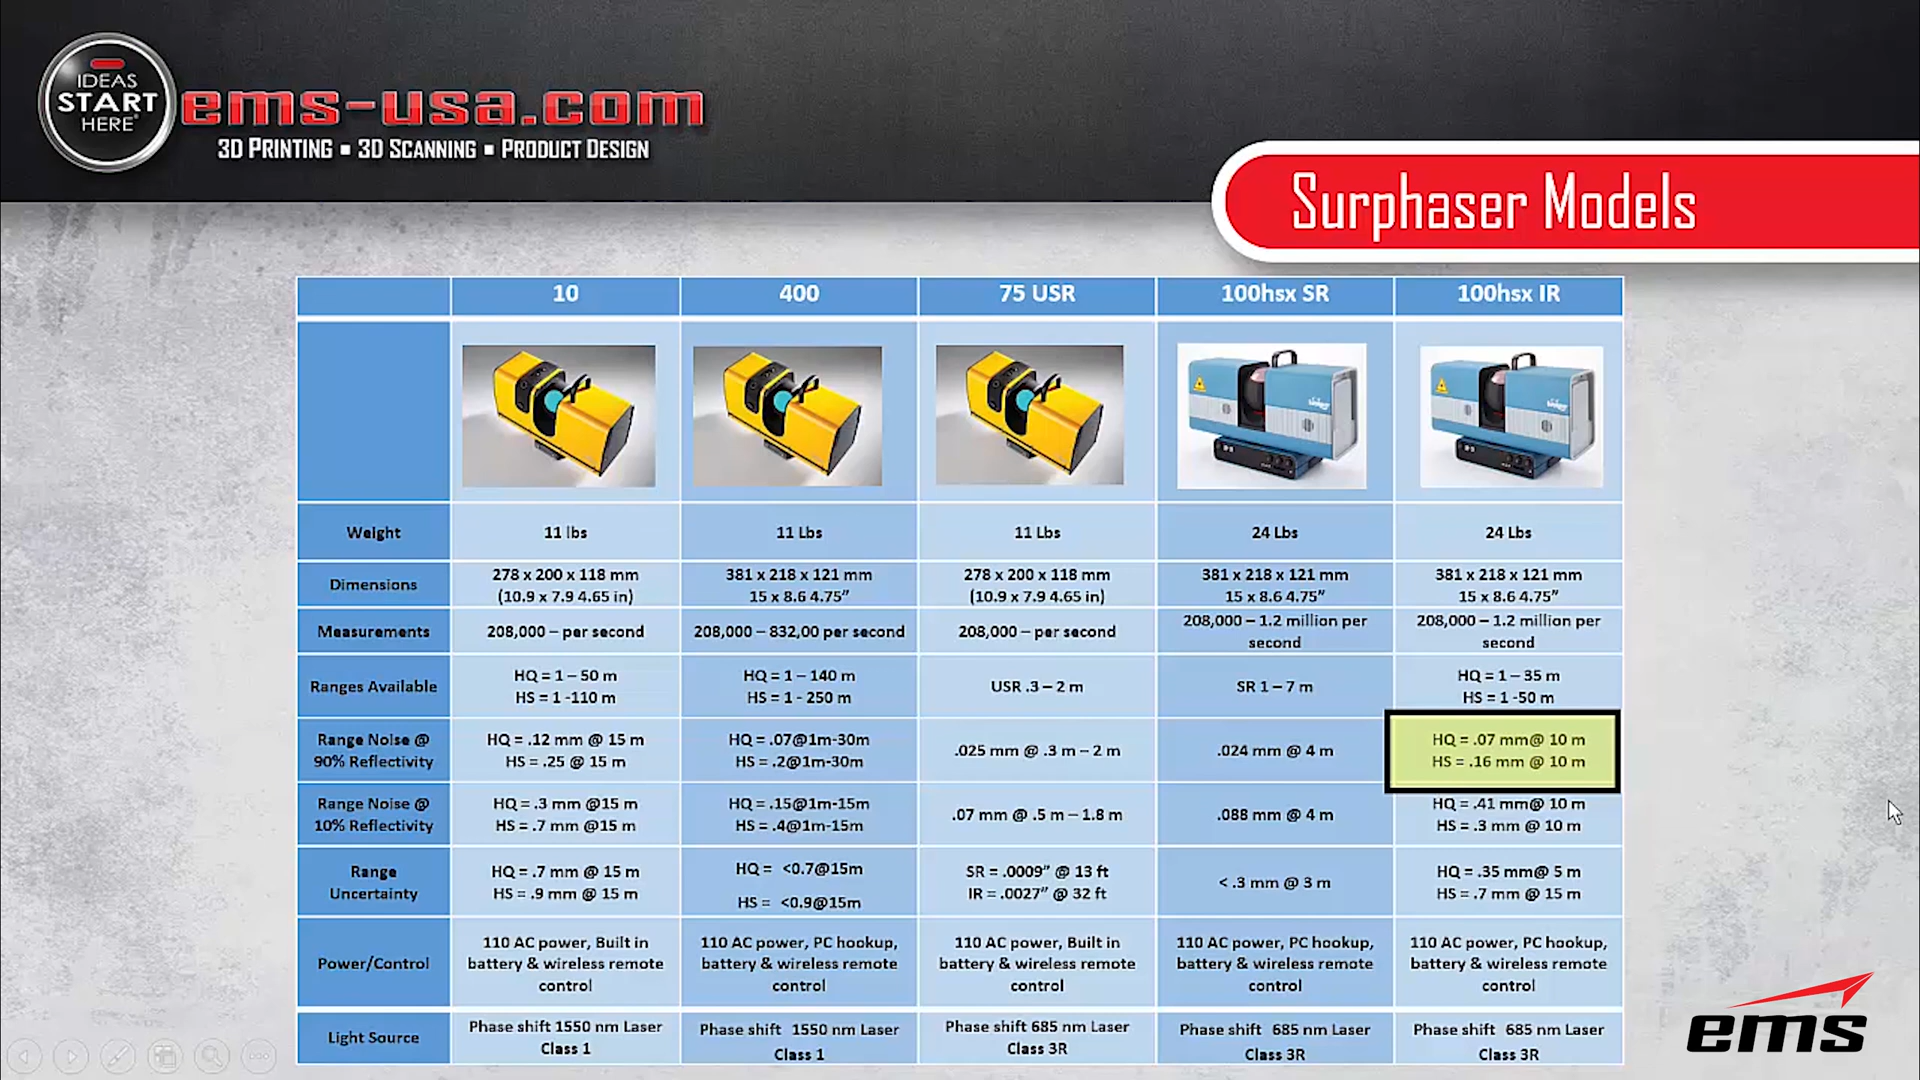 IDEAS
START
HERE
ems-usa.com
3D PRINTING ▪ 3D SCANNING ▪ PRODUCT DESIGN
Surphaser Models
10 400 75 USR 100hsx SR 100hsx IR
Weight 11 lbs 11 Lbs 11 Lbs 24 Lbs 24 Lbs
Dimensions
278 x 200 x 118 mm
(10.9 x 7.9 4.65 in)
381 x 218 x 121 mm
15 x 8.6 4.75”
278 x 200 x 118 mm
(10.9 x 7.9 4.65 in)
381 x 218 x 121 mm
15 x 8.6 4.75”
381 x 218 x 121 mm
15 x 8.6 4.75”
Measurements
208,000 – per second
208,000 – 832,00 per second
208,000 – per second
208,000 – 1.2 million per
second
208,000 – 1.2 million per
second
Ranges Available
HQ = 1 – 50 m
HS = 1 -110 m
HQ = 1 – 140 m
HS = 1 - 250 m
USR .3 – 2 m
SR 1 – 7 m
HQ = 1 – 35 m
HS = 1 -50 m
Range Noise @
90% Reflectivity
HQ = .12 mm @ 15 m
HS = .25 @ 15 m
HQ = .07@1m-30m
HS = .2@1m-30m
.025 mm @ .3 m – 2 m
.024 mm @ 4 m
HQ = .07 mm@ 10 m
HS = .16 mm @ 10 m
Range Noise @
10% Reflectivity
HQ = .3 mm @15 m
HS = .7 mm @15 m
HQ = .15@1m-15m
HS = .4@1m-15m
.07 mm @ .5 m – 1.8 m
.088 mm @ 4 m
HQ = .41 mm@ 10 m
HS = .3 mm @ 10 m
Range
Uncertainty
HQ = .7 mm @ 15 m
HS = .9 mm @ 15 m
HQ = <0.7@15m
HS = <0.9@15m
SR = .0009” @ 13 ft
IR = .0027” @ 32 ft
< .3 mm @ 3 m
HQ = .35 mm@ 5 m
HS = .7 mm @ 15 m
Power/Control
110 AC power, Built in
battery & wireless remote
control
110 AC power, PC hookup,
battery & wireless remote
control
110 AC power, Built in
battery & wireless remote
control
110 AC power, PC hookup,
battery & wireless remote
control
110 AC power, PC hookup,
battery & wireless remote
control
Light Source
Phase shift 1550 nm Laser
Class 1
Phase shift 1550 nm Laser
Class 1
Phase shift 685 nm Laser
Class 3R
Phase shift 685 nm Laser
Class 3R
Phase shift 685 nm Laser
Class 3R
ems